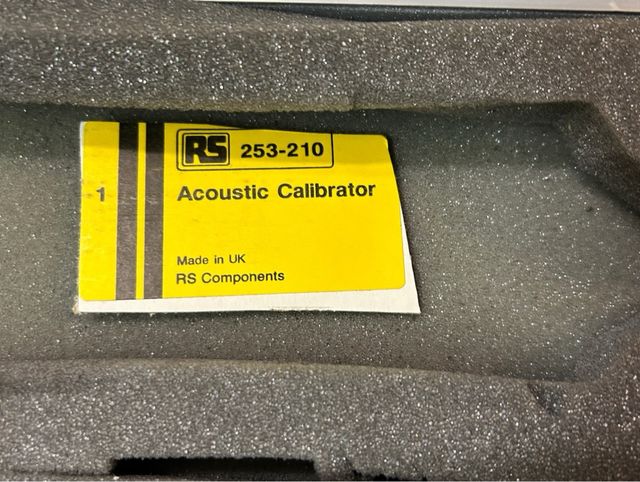 RS 253-210
1
Acoustic Calibrator
Made in UK
RS Components